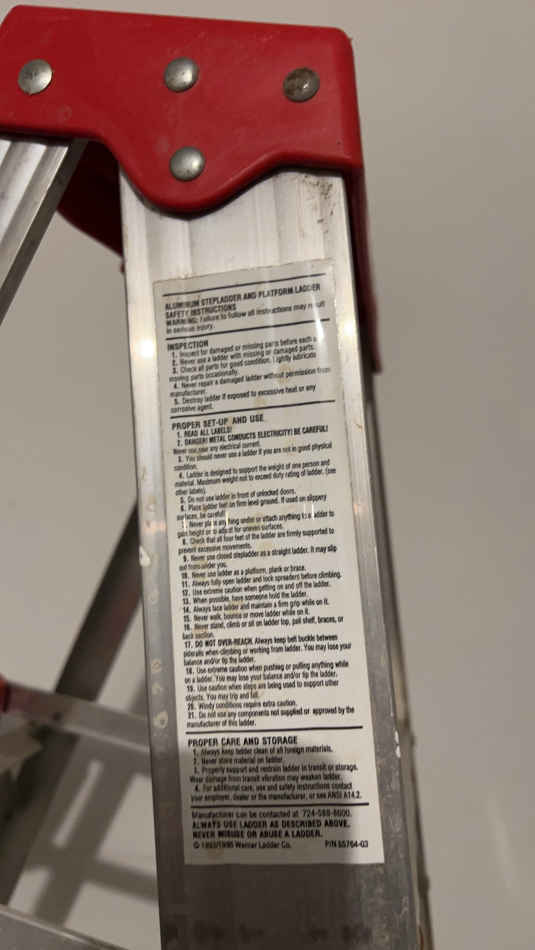 ALUMINUM STEPLADDER AND PLATFORM LADDER
SAFETY INSTRUCTIONS
WARNING: Failure to follow all instructions may result
in serious injury.
INSPECTION
1. Inspect for damaged or missing parts before each
2. Never use a ladder with missing or damaged parts.
3. Check all parts for good condition. Lightly lubricate
moving parts occasionally.
4. Never repair a damaged ladder without permission from
manufacturer.
5. Destroy ladder if exposed to excessive heat or any
corrosive agent.
PROPER SET-UP AND USE
1. READ ALL LABELS!
2. DANGER! METAL CONDUCTS ELECTRICITY! BE CAREFUL!
Never use near any electrical current.
3. You should never use a ladder if you are not in good physical
condition.
4. Ladder is designed to support the weight of one person and
material. Maximum weight not to exceed duty rating of ladder, (see
other labels).
5. Do not use ladder in front of unlocked doors.
6. Place ladder feet on firm level ground. If used on slippery
surfaces, be careful!
7. Never place anything under or attach anything to a ladder to
gain height or to adjust for uneven surfaces.
8. Check that all four feet of the ladder are firmly supported to
prevent excessive movements.
9. Never use closed stepladder as a straight ladder. It may slip
out from under you.
10. Never use ladder as a platform, plank or brace.
11. Always fully open ladder and lock spreaders before climbing.
12. Use extreme caution when getting on and off the ladder.
13. When possible, have someone hold the ladder.
14. Always face ladder and maintain a firm grip while on it.
15. Never walk, bounce or move ladder while on it.
16. Never stand, climb or sit on ladder top, pail shelf, braces, or
back section.
17. DO NOT OVER-REACH. Always keep belt buckle between
siderails when climbing or working from ladder. You may lose your
balance and/or tip the ladder.
18. Use extreme caution when pushing or pulling anything while
on a ladder. You may lose your balance and/or tip the ladder.
19. Use caution when steps are being used to support other
objects. You may trip and fall.
20. Windy conditions require extra caution.
21. Do not use any components not supplied or approved by the
manufacturer of this ladder.
PROPER CARE AND STORAGE
1. Always keep ladder clean of all foreign materials.
2. Never store material on ladder.
3. Properly support and restrain ladder in transit or storage.
Wear damage from transit vibration may weaken ladder.
4. For additional care, use and safety instructions contact
your employer, dealer or the manufacturer, or see ANSI A14.2.
Manufacturer can be contacted at 724-588-8600.
ALWAYS USE LADDER AS DESCRIBED ABOVE,
NEVER MISUSE OR ABUSE A LADDER.
Werner Ladder Co. P/N 55764-03